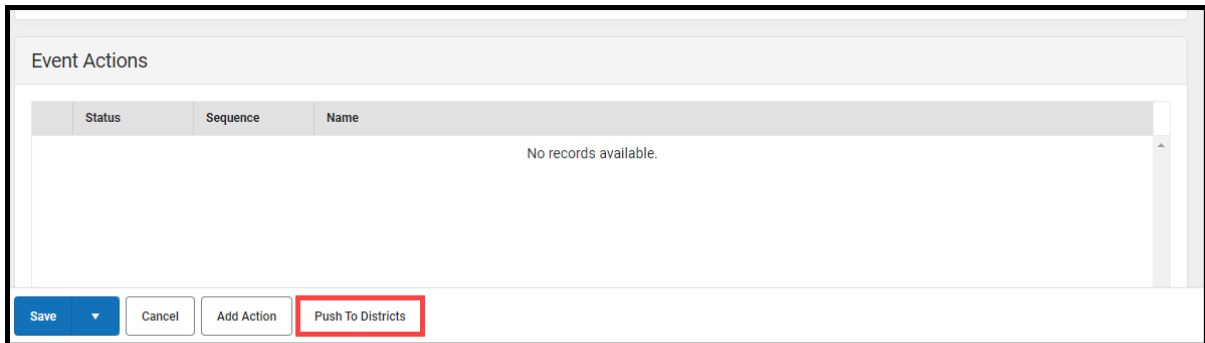 Event Actions
Status Sequence Name
No records available.
Save Cancel Add Action Push To Districts